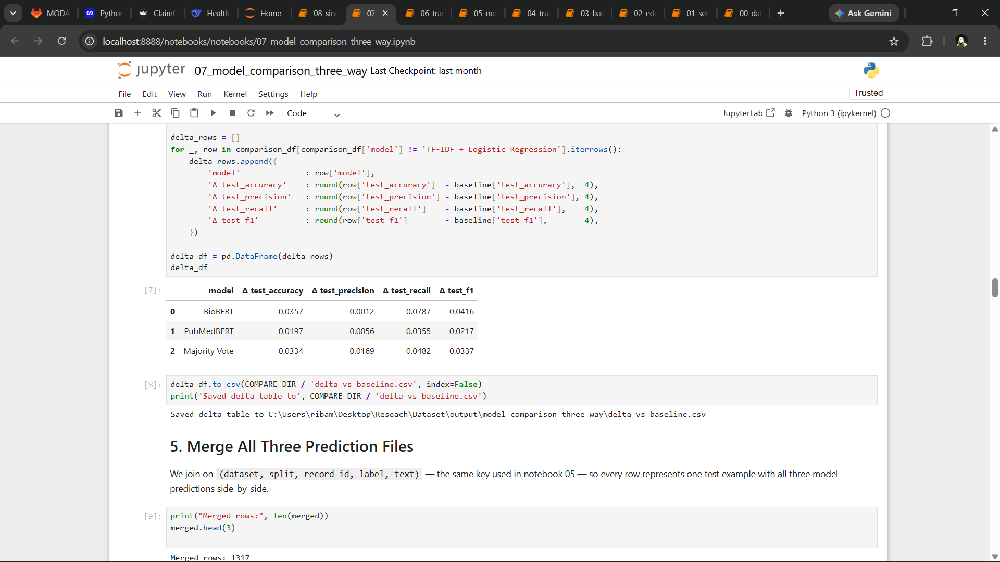 MODA
Python
Claim
Health
Home
08_sin
07
06_tra
05_mo
04_trai
03_bas
02_eda
01_set
00_dat
Ask Gemini
localhost:8888/notebooks/notebooks/07_model_comparison_three_way.ipynb
jupyter 07_model_comparison_three_way Last Checkpoint: last month
File Edit View Run Kernel Settings Help
Trusted
Code
JupyterLab
Python 3 (ipykernel)
delta_rows = []
for _, row in comparison_df[comparison_df['model'] != 'TF-IDF + Logistic Regression'].iterrows():
    delta_rows.append({
        'model'              : row['model'],
        'Δ test_accuracy'    : round(row['test_accuracy']  - baseline['test_accuracy'],  4),
        'Δ test_precision'   : round(row['test_precision'] - baseline['test_precision'], 4),
        'Δ test_recall'      : round(row['test_recall']    - baseline['test_recall'],    4),
        'Δ test_f1'          : round(row['test_f1']        - baseline['test_f1'],        4),
    })
delta_df = pd.DataFrame(delta_rows)
delta_df
[7]:
model Δ test_accuracy Δ test_precision Δ test_recall Δ test_f1
0 BioBERT 0.0357 0.0012 0.0787 0.0416
1 PubMedBERT 0.0197 0.0056 0.0355 0.0217
2 Majority Vote 0.0334 0.0169 0.0482 0.0337
[8]:
delta_df.to_csv(COMPARE_DIR / 'delta_vs_baseline.csv', index=False)
print('Saved delta table to', COMPARE_DIR / 'delta_vs_baseline.csv')
Saved delta table to C:\Users\ribam\Desktop\Reseach\Dataset\output\model_comparison_three_way\delta_vs_baseline.csv
5. Merge All Three Prediction Files
We join on (dataset, split, record_id, label, text) — the same key used in notebook 05 — so every row represents one test example with all three model
predictions side-by-side.
[9]:
print("Merged rows:", len(merged))
merged.head(3)
Merged rows: 1317